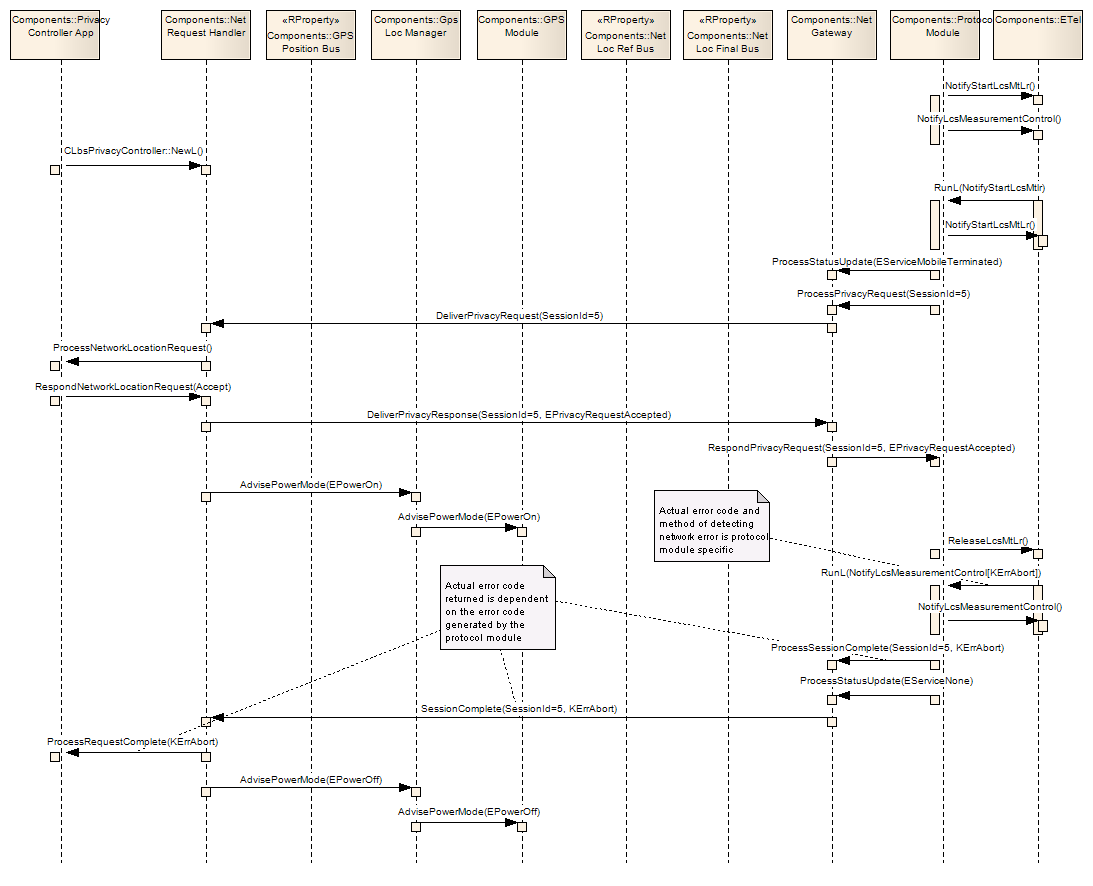 Components::Privacy
Controller App
Components::Net
Request Handler
«RProperty»
Components::GPS
Position Bus
Components::Gps
Loc Manager
Components::GPS
Module
«RProperty»
Components::Net
Loc Ref Bus
«RProperty»
Components::Net
Loc Final Bus
Components::Net
Gateway
Components::Protoco
Module
Components::ETel
NotifyStartLcsMtLr()
NotifyLcsMeasurementControl()
CLbsPrivacyController::NewL()
RunL(NotifyStartLcsMtlr)
NotifyStartLcsMtLr()
ProcessStatusUpdate(EServiceMobileTerminated)
ProcessPrivacyRequest(SessionId=5)
DeliverPrivacyRequest(SessionId=5)
ProcessNetworkLocationRequest()
RespondNetworkLocationRequest(Accept)
DeliverPrivacyResponse(SessionId=5, EPrivacyRequestAccepted)
RespondPrivacyRequest(SessionId=5, EPrivacyRequestAccepted)
AdvisePowerMode(EPowerOn)
AdvisePowerMode(EPowerOn)
Actual error code and
method of detecting
network error is protocol
module specific
ReleaseLcsMtLr()
RunL(NotifyLcsMeasurementControl[KErrAbort])
Actual error code
returned is dependent
on the error code
generated by the
protocol module
NotifyLcsMeasurementControl()
ProcessSessionComplete(SessionId=5, KErrAbort)
ProcessStatusUpdate(EServiceNone)
SessionComplete(SessionId=5, KErrAbort)
ProcessRequestComplete(KErrAbort)
AdvisePowerMode(EPowerOff)
AdvisePowerMode(EPowerOff)